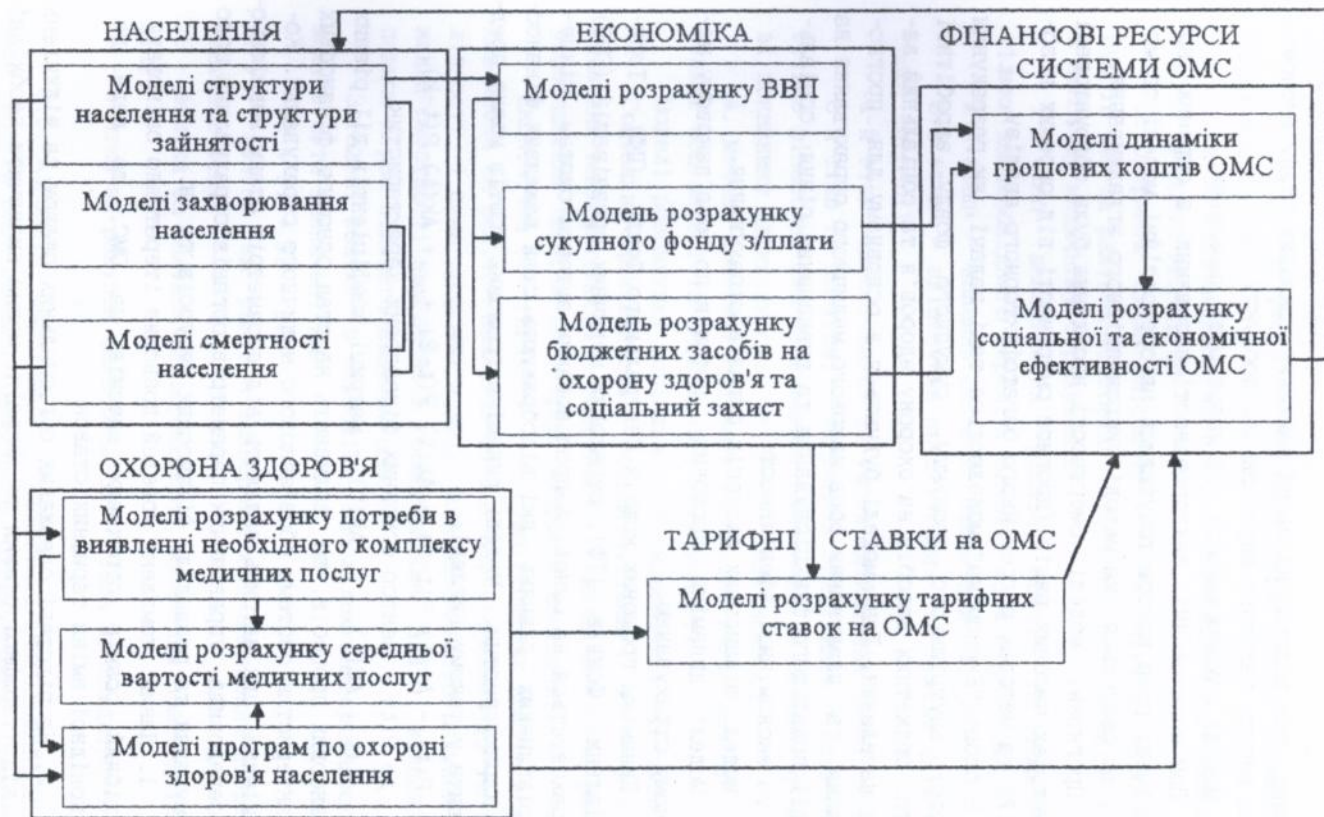 НАСЕЛЕННЯ
Моделі структури
населення та структури
зайнятості
Моделі захворювання
населення
Моделі смертності
населення
ЕКОНОМІКА
Моделі розрахунку ВВП
Модель розрахунку
сукупного фонду з/плати
Модель розрахунку
бюджетних засобів на
охорону здоров'я та
соціальний захист
ФІНАНСОВІ РЕСУРСИ
СИСТЕМИ ОМС
Моделі динаміки
грошових коштів ОМС
Моделі розрахунку
соціальної та економічної
ефективності ОМС
ОХОРОНА ЗДОРОВ'Я
Моделі розрахунку потреби в
виявленні необхідного комплексу
медичних послуг
Моделі розрахунку середньої
вартості медичних послуг
Моделі програм по охороні
здоров'я населення
ТАРИФНІ СТАВКИ на ОМС
Моделі розрахунку тарифних
ставок на ОМС